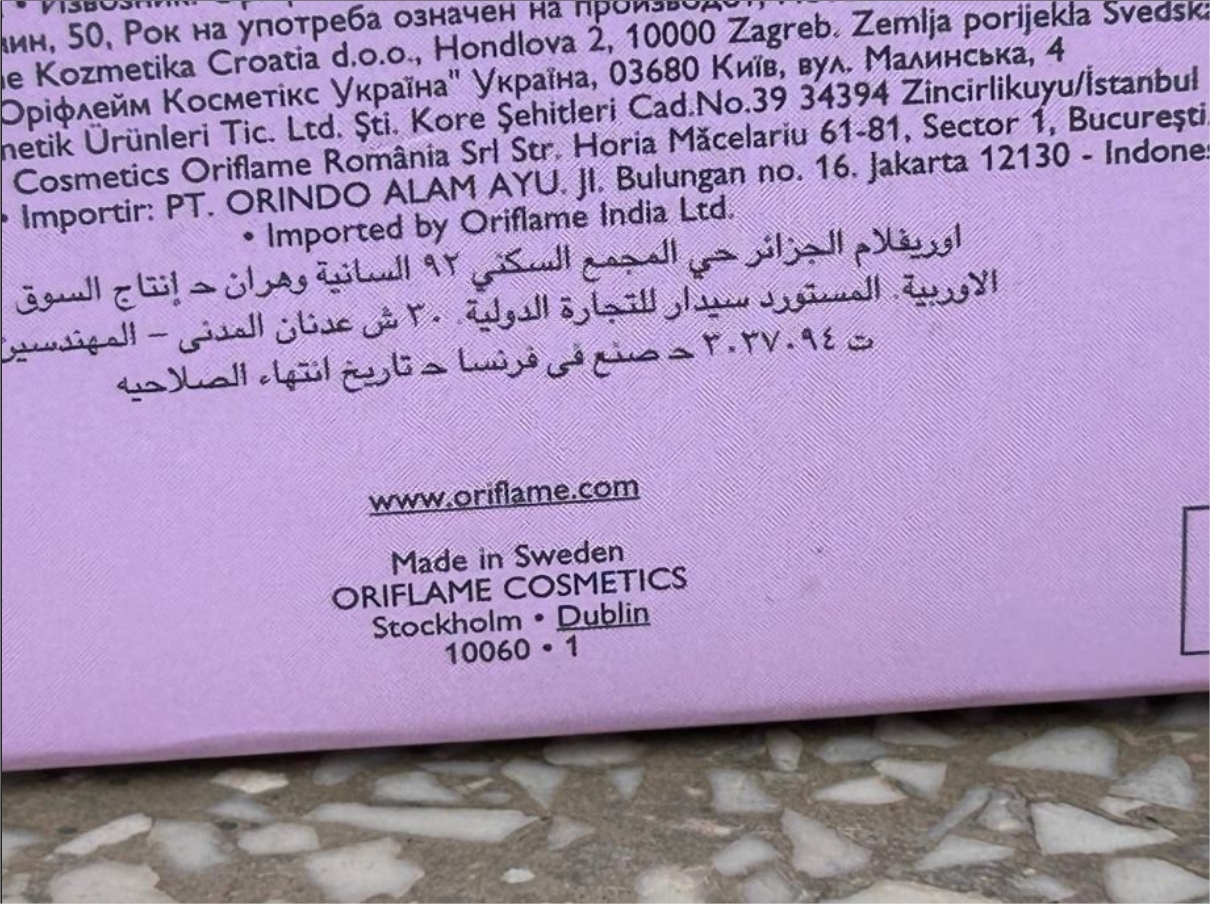 • ИЗВОЗНИК:
50, Рок на употреба означен на производот,
Kozmetika Croatia d.o.o., Hondlova 2, 10000 Zagreb. Zemlja porijekla Švedska
Оріфлейм Косметікс Україна" Україна, 03680 Київ, вул. Малинська, 4
Ürünleri Tic. Ltd. Şti. Kore Şehitleri Cad.No.39 34394 Zincirlikuyu/İstanbul
Cosmetics Oriflame România Srl Str. Horia Măcelariu 61-81, Sector 1, Bucureşti
• Importir: PT. ORINDO ALAM AYU. Jl. Bulungan no. 16. Jakarta 12130 -
• Imported by Oriflame India Ltd.
اوريفلام الجزائر حي المجمع السكني ٩٢ السانية وهران – إنتاج السوق
الاوربية. المستورد سيدار للتجارة الدولية. ٣٠ ش عدنان المدنى – المهندسين
ت ٣٠٣٧٠٩٤ – صنع فى فرنسا – تاريخ انتهاء الصلاحيه
www.oriflame.com
Made in Sweden
ORIFLAME COSMETICS
Stockholm • Dublin
10060 • 1